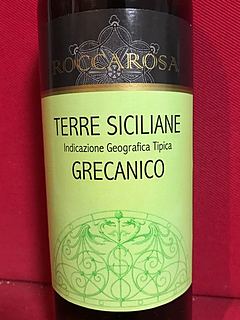 ROCCAROSA
TERRE SICILIANE
Indicazione Geografica Tipica
GRECANICO